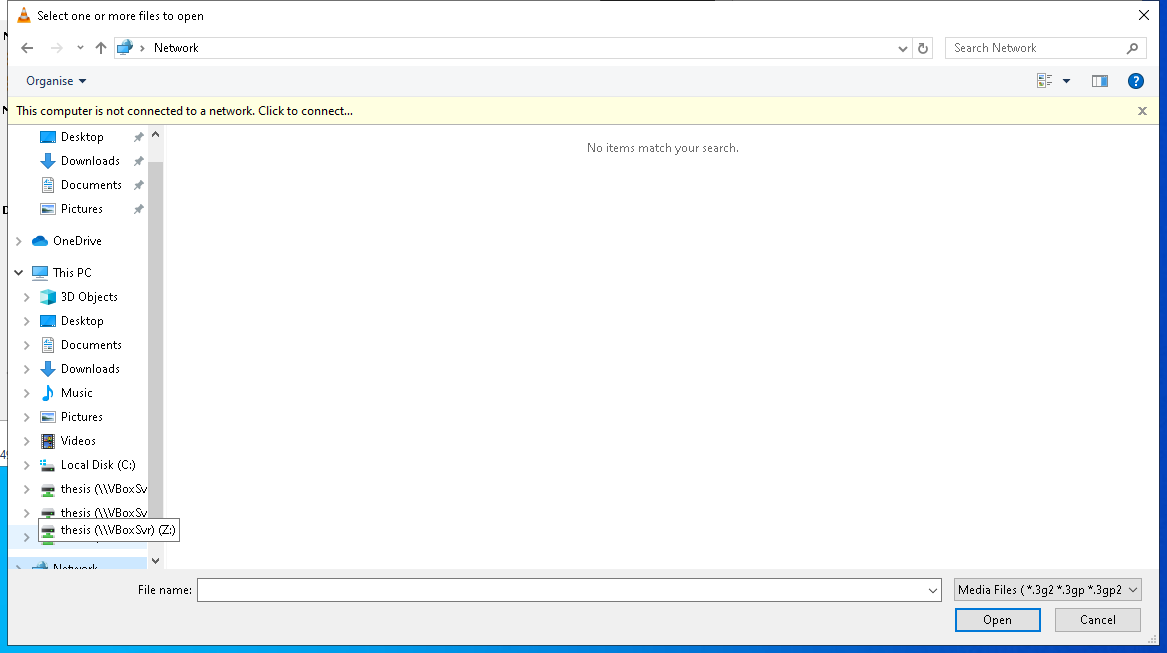 Select one or more files to open
Network
Search Network
Organise
?
This computer is not connected to a network. Click to connect...
No items match your search.
Desktop
Downloads
Documents
Pictures
OneDrive
This PC
3D Objects
Desktop
Documents
Downloads
Music
Pictures
Videos
Local Disk (C:)
thesis (\\VBoxSv
thesis (\\VBoxSv
thesis (\\VBoxSvr) (Z:)
Network
File name:
Media Files ( *.3g2 *.3gp *.3gp2
Open
Cancel